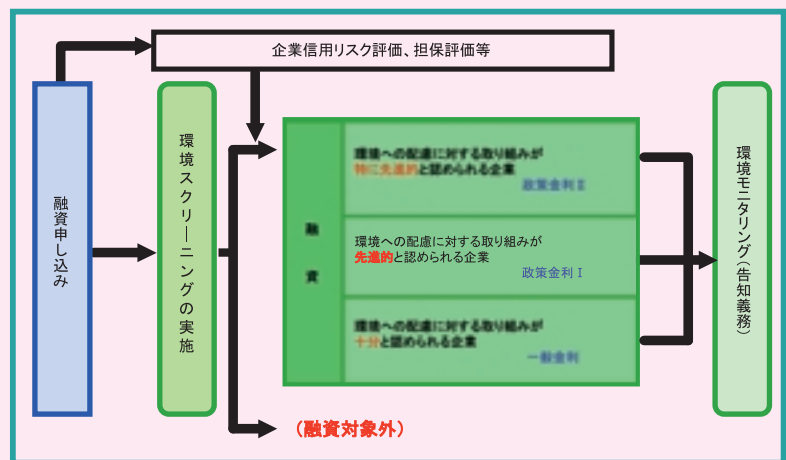 企業信用リスク評価、担保評価等
融資申し込み
環境スクリーニングの実施
融資
環境への配慮に対する取り組みが
特に先進的と認められる企業
政策金利Ⅱ
環境への配慮に対する取り組みが
先進的と認められる企業
政策金利Ⅰ
環境への配慮に対する取り組みが
十分と認められる企業
一般金利
(融資対象外)
環境モニタリング(告知義務)